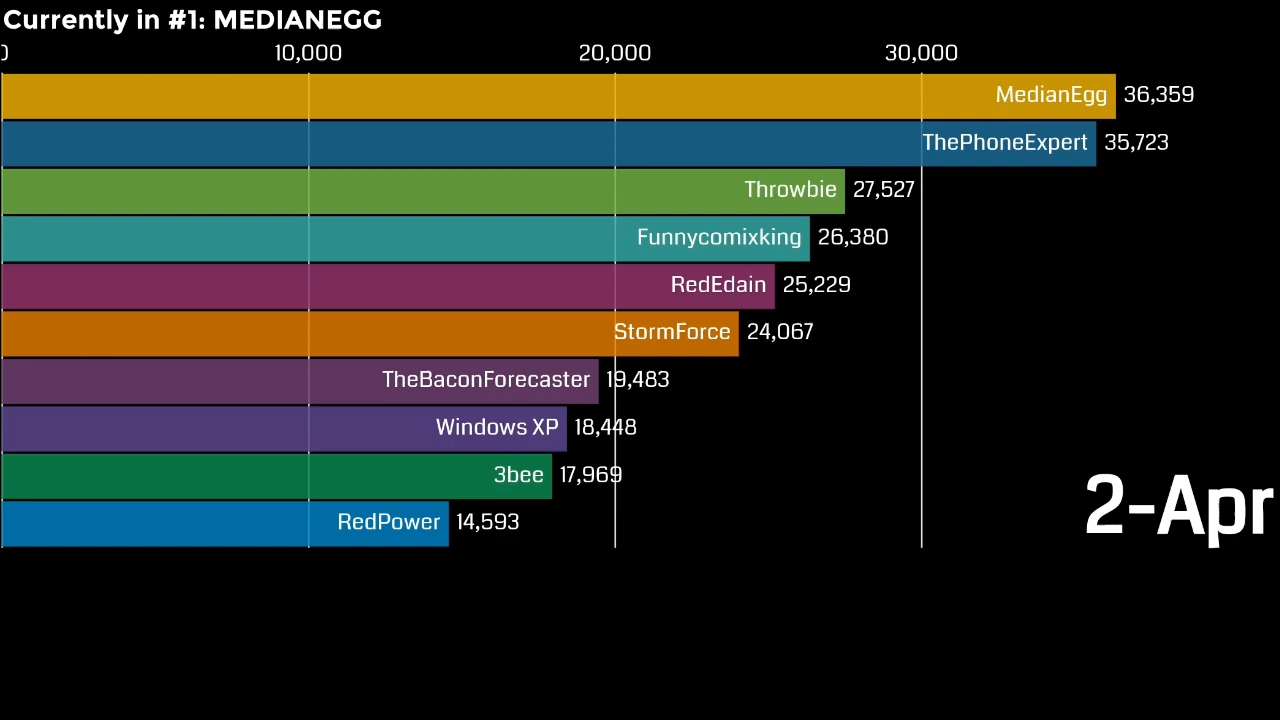 Currently in #1: MEDIANEGG
0 10,000 20,000 30,000
MedianEgg 36,359
ThePhoneExpert 35,723
Throwbie 27,527
Funnycomixking 26,380
RedEdain 25,229
StormForce 24,067
TheBaconForecaster 19,483
Windows XP 18,448
3bee 17,969
RedPower 14,593
2-Apr